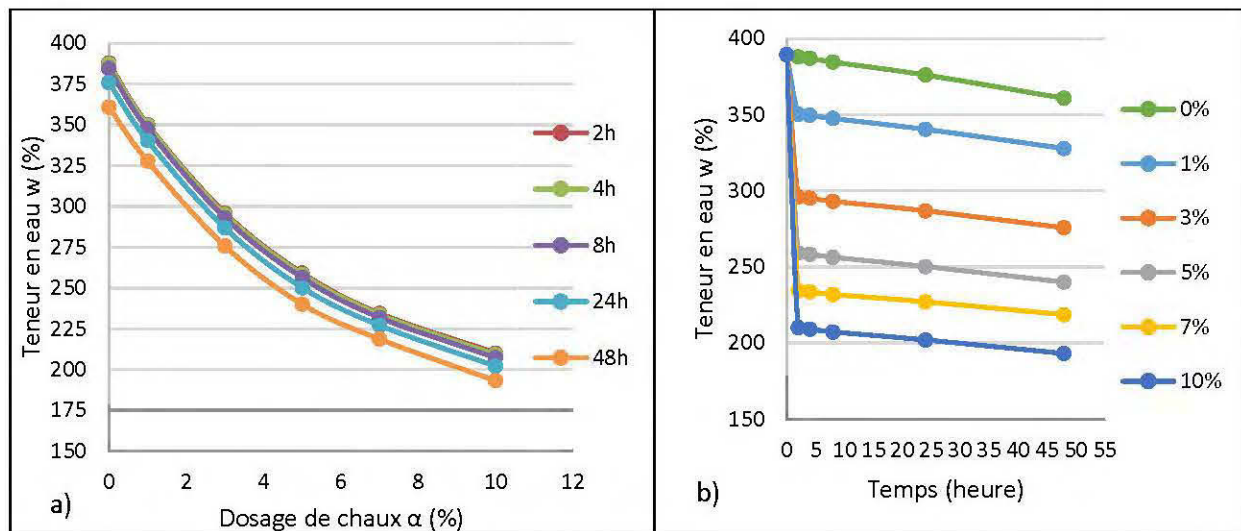 400
375
350
325
300
275
250
225
200
175
150
Teneur en eau w (%)
0 2 4 6 8 10 12
Dosage de chaux α (%)
a)
2h
4h
8h
24h
48h
400
350
300
250
200
150
Teneur en eau w (%)
0 5 10 15 20 25 30 35 40 45 50 55
Temps (heure)
b)
0%
1%
3%
5%
7%
10%